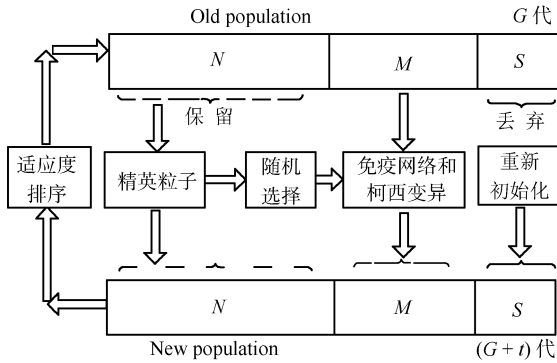 Old population
G 代
N
M
S
保 留
丢 弃
适应度
排序
精英粒子
随机
选择
免疫网络和
柯西变异
重新
初始化
N
M
S
New population
(G + t) 代